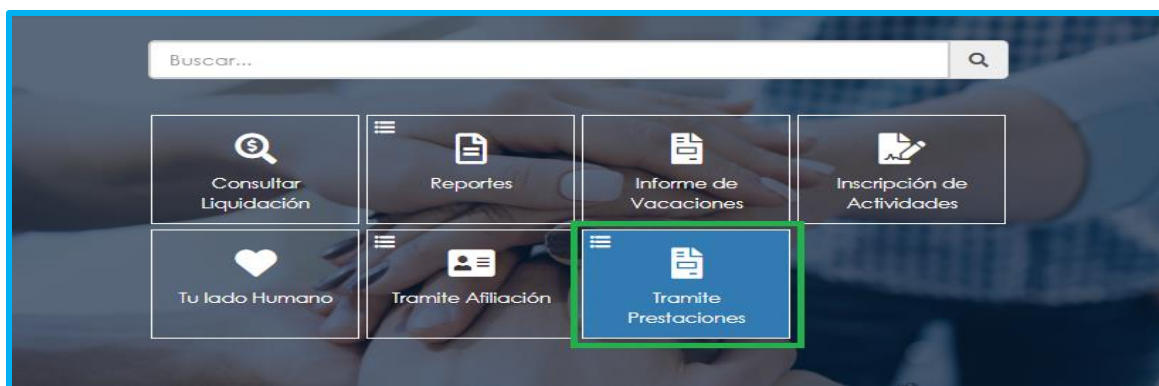 Buscar...
Consultar
Liquidación
Reportes
Informe de
Vacaciones
Inscripción de
Actividades
Tu lado Humano
Tramite Afiliación
Tramite
Prestaciones